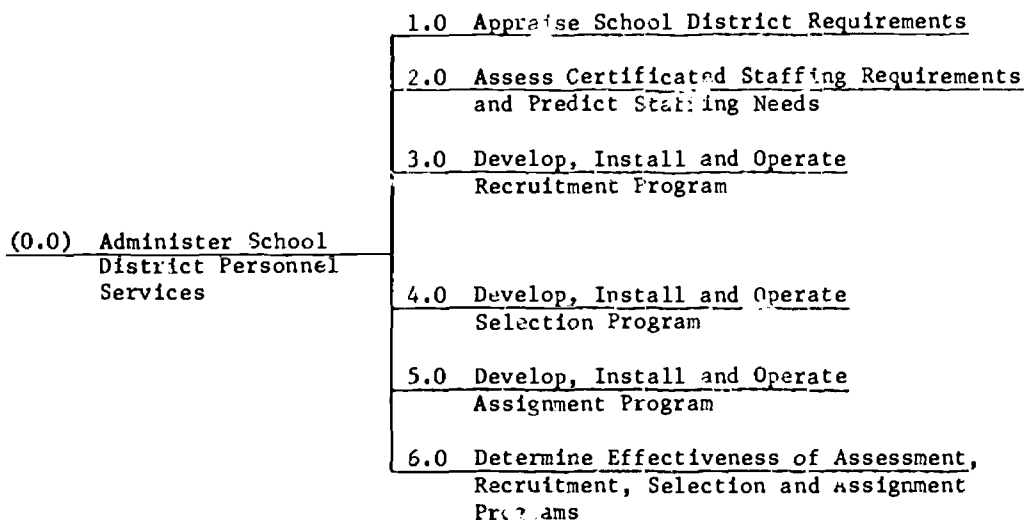 1.0 Appraise School District Requirements
2.0 Assess Certificated Staffing Requirements
and Predict Staffing Needs
3.0 Develop, Install and Operate
Recruitment Program
(0.0) Administer School
District Personnel
Services
4.0 Develop, Install and Operate
Selection Program
5.0 Develop, Install and Operate
Assignment Program
6.0 Determine Effectiveness of Assessment,
Recruitment, Selection and Assignment
Programs